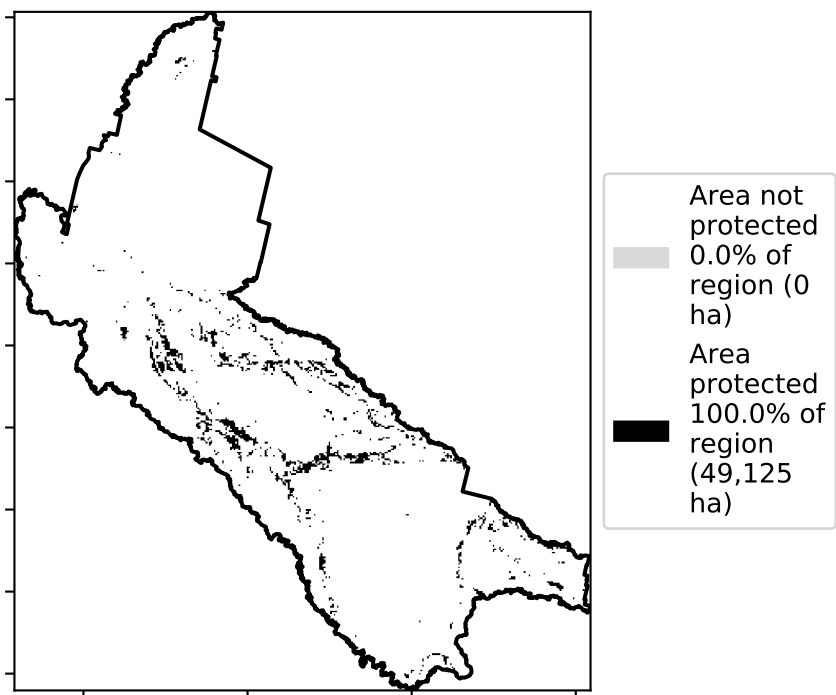 Area not
protected
0.0% of
region (0
ha)
Area
protected
100.0% of
region
(49,125
ha)